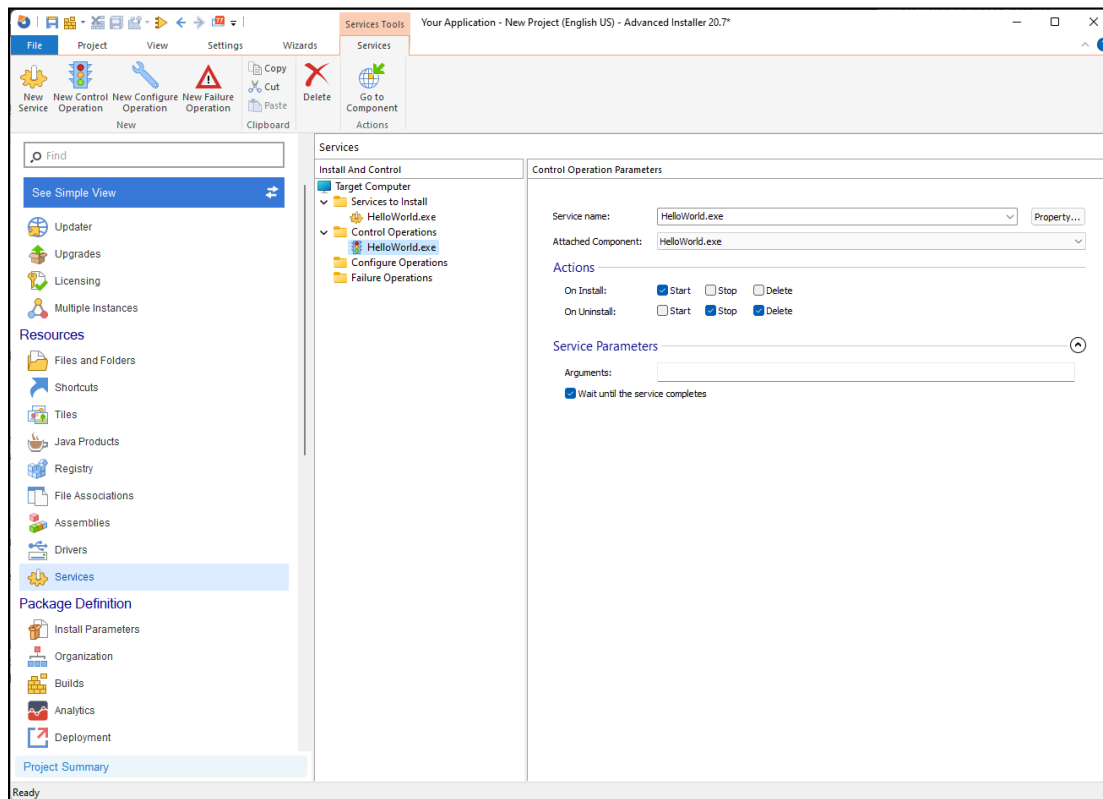 Services Tools
Your Application - New Project (English US) - Advanced Installer 20.7*
File Project View Settings Wizards Services
New Service
New Control Operation
New Configure Operation
New Failure Operation
New
Copy
Cut
Paste
Clipboard
Delete
Go to Component
Actions
Find
See Simple View
Updater
Upgrades
Licensing
Multiple Instances
Resources
Files and Folders
Shortcuts
Tiles
Java Products
Registry
File Associations
Assemblies
Drivers
Services
Package Definition
Install Parameters
Organization
Builds
Analytics
Deployment
Project Summary
Ready
Services
Install And Control
Target Computer
Services to Install
HelloWorld.exe
Control Operations
HelloWorld.exe
Configure Operations
Failure Operations
Control Operation Parameters
Service name: HelloWorld.exe Property...
Attached Component: HelloWorld.exe
Actions
On Install: Start Stop Delete
On Uninstall: Start Stop Delete
Service Parameters
Arguments:
Wait until the service completes